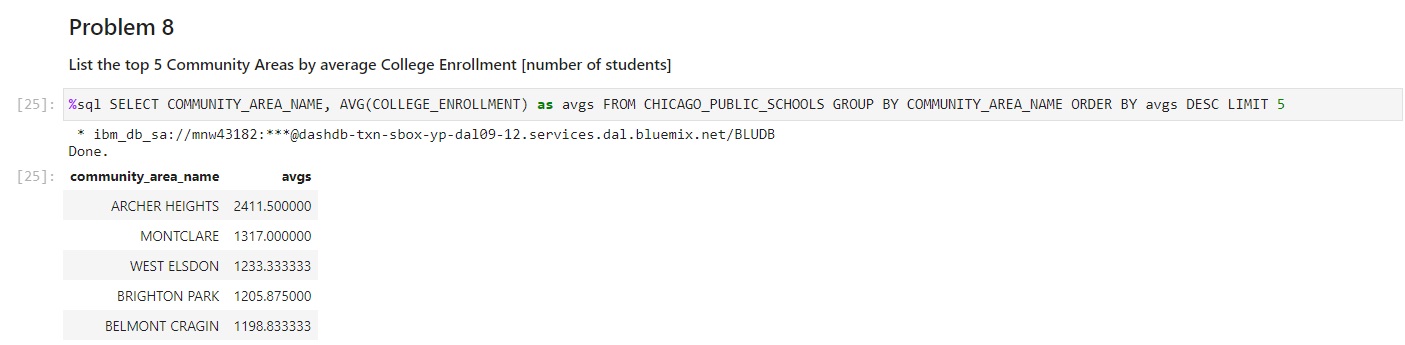 Problem 8
List the top 5 Community Areas by average College Enrollment [number of students]
[25]: %sql SELECT COMMUNITY_AREA_NAME, AVG(COLLEGE_ENROLLMENT) as avgs FROM CHICAGO_PUBLIC_SCHOOLS GROUP BY COMMUNITY_AREA_NAME ORDER BY avgs DESC LIMIT 5
* ibm_db_sa://mnw43182:***@dashdb-txn-sbox-yp-dal09-12.services.dal.bluemix.net/BLUDB
Done.
[25]: community_area_name avgs
ARCHER HEIGHTS 2411.500000
MONTCLARE 1317.000000
WEST ELSDON 1233.333333
BRIGHTON PARK 1205.875000
BELMONT CRAGIN 1198.833333